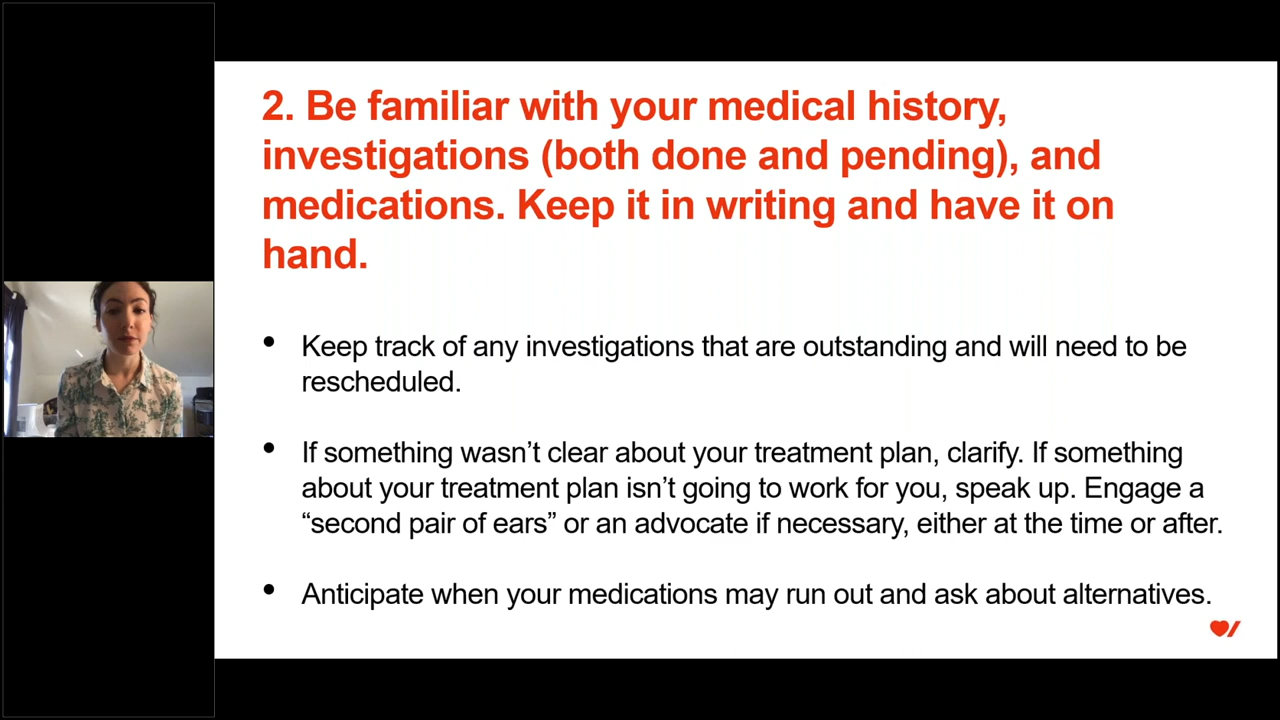 2. Be familiar with your medical history,
investigations (both done and pending), and
medications. Keep it in writing and have it on
hand.
• Keep track of any investigations that are outstanding and will need to be
rescheduled.
• If something wasn’t clear about your treatment plan, clarify. If something
about your treatment plan isn’t going to work for you, speak up. Engage a
“second pair of ears” or an advocate if necessary, either at the time or after.
• Anticipate when your medications may run out and ask about alternatives.